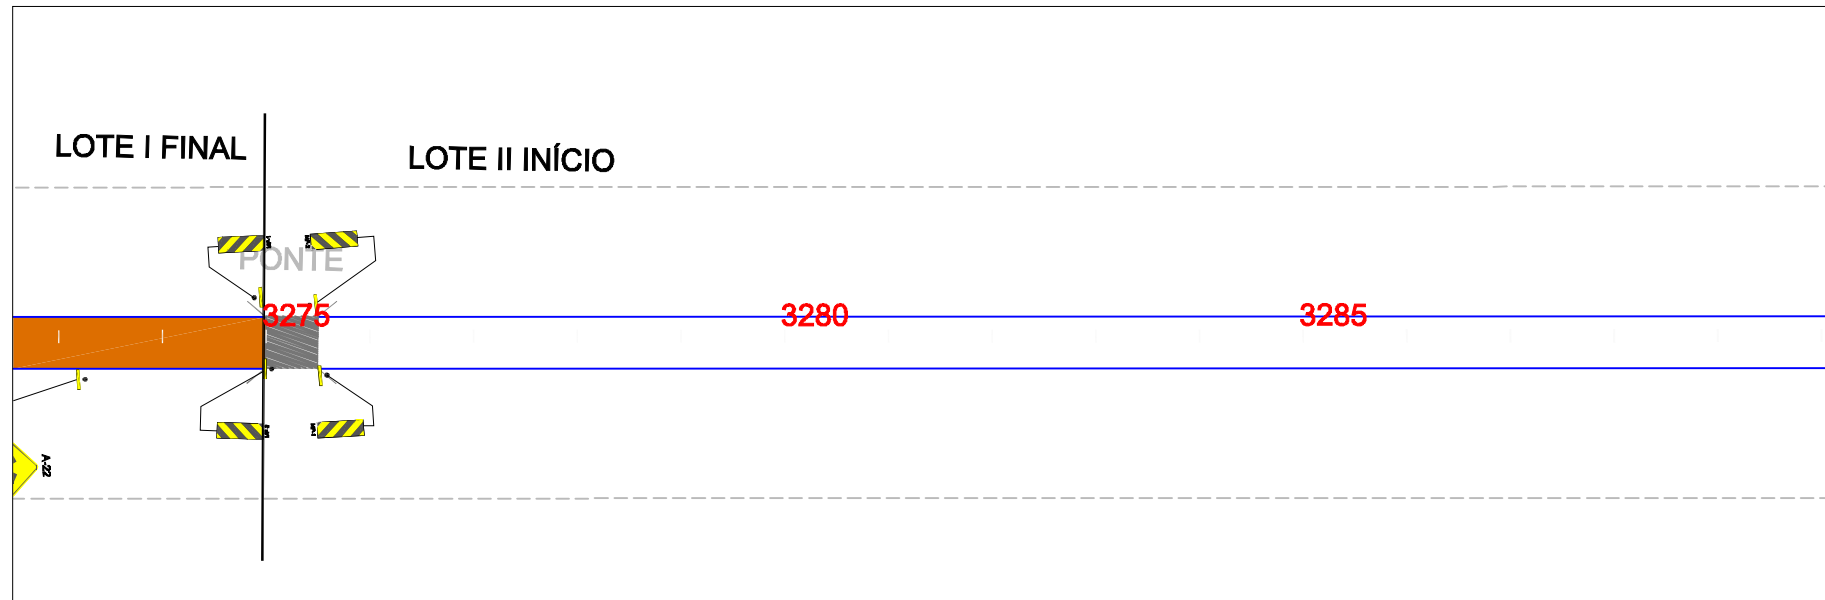 LOTE I FINAL
LOTE II INÍCIO
PONTE
3275
3280
3285
A-22